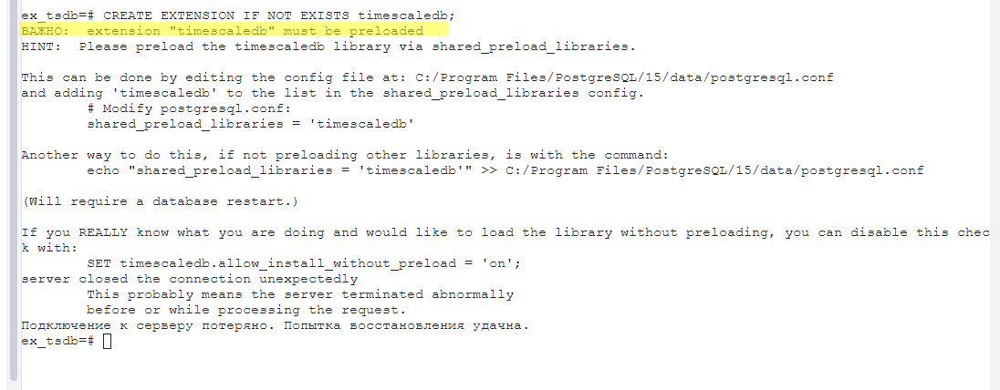 ex_tsdb=# CREATE EXTENSION IF NOT EXISTS timescaledb;
ВАЖНО:  extension "timescaledb" must be preloaded
HINT:  Please preload the timescaledb library via shared_preload_libraries.
This can be done by editing the config file at: C:/Program Files/PostgreSQL/15/data/postgresql.conf
and adding 'timescaledb' to the list in the shared_preload_libraries config.
# Modify postgresql.conf:
shared_preload_libraries = 'timescaledb'
Another way to do this, if not preloading other libraries, is with the command:
echo "shared_preload_libraries = 'timescaledb'" >> C:/Program Files/PostgreSQL/15/data/postgresql.conf
(Will require a database restart.)
If you REALLY know what you are doing and would like to load the library without preloading, you can disable this chec
k with:
SET timescaledb.allow_install_without_preload = 'on';
server closed the connection unexpectedly
This probably means the server terminated abnormally
before or while processing the request.
Подключение к серверу потеряно. Попытка восстановления удачна.
ex_tsdb=#